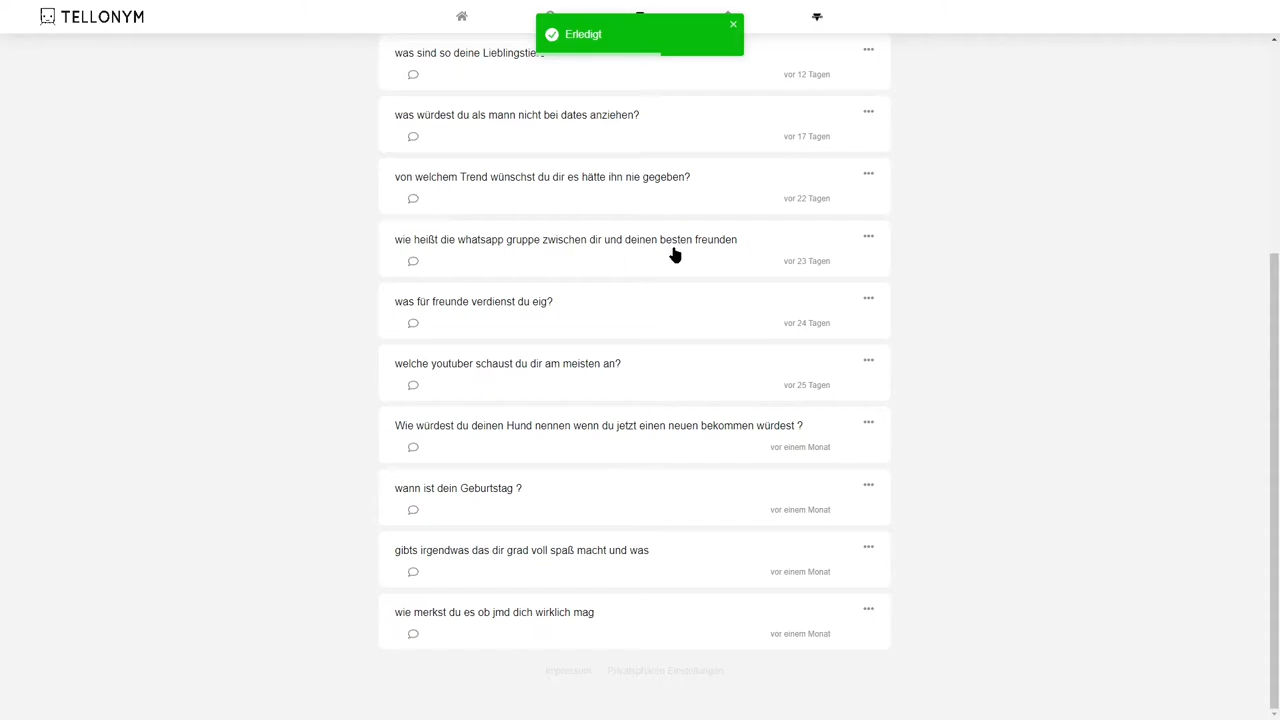 TELLONYM
Erledigt
was sind so deine
vor 12 Tagen
was würdest du als mann nicht bei dates anziehen?
vor 17 Tagen
von welchem Trend wünschst du dir es hätte ihn nie gegeben?
vor 22 Tagen
wie heißt die whatsapp gruppe zwischen dir und deinen besten freunden
vor 23 Tagen
was für freunde verdienst du eig?
vor 24 Tagen
welche youtuber schaust du dir am meisten an?
vor 25 Tagen
Wie würdest du deinen Hund nennen wenn du jetzt einen neuen bekommen würdest ?
vor einem Monat
wann ist dein Geburtstag ?
vor einem Monat
gibts irgendwas das dir grad voll spaß macht und was
vor einem Monat
wie merkst du es ob jmd dich wirklich mag
vor einem Monat
Impressum Privatsphären Einstellungen